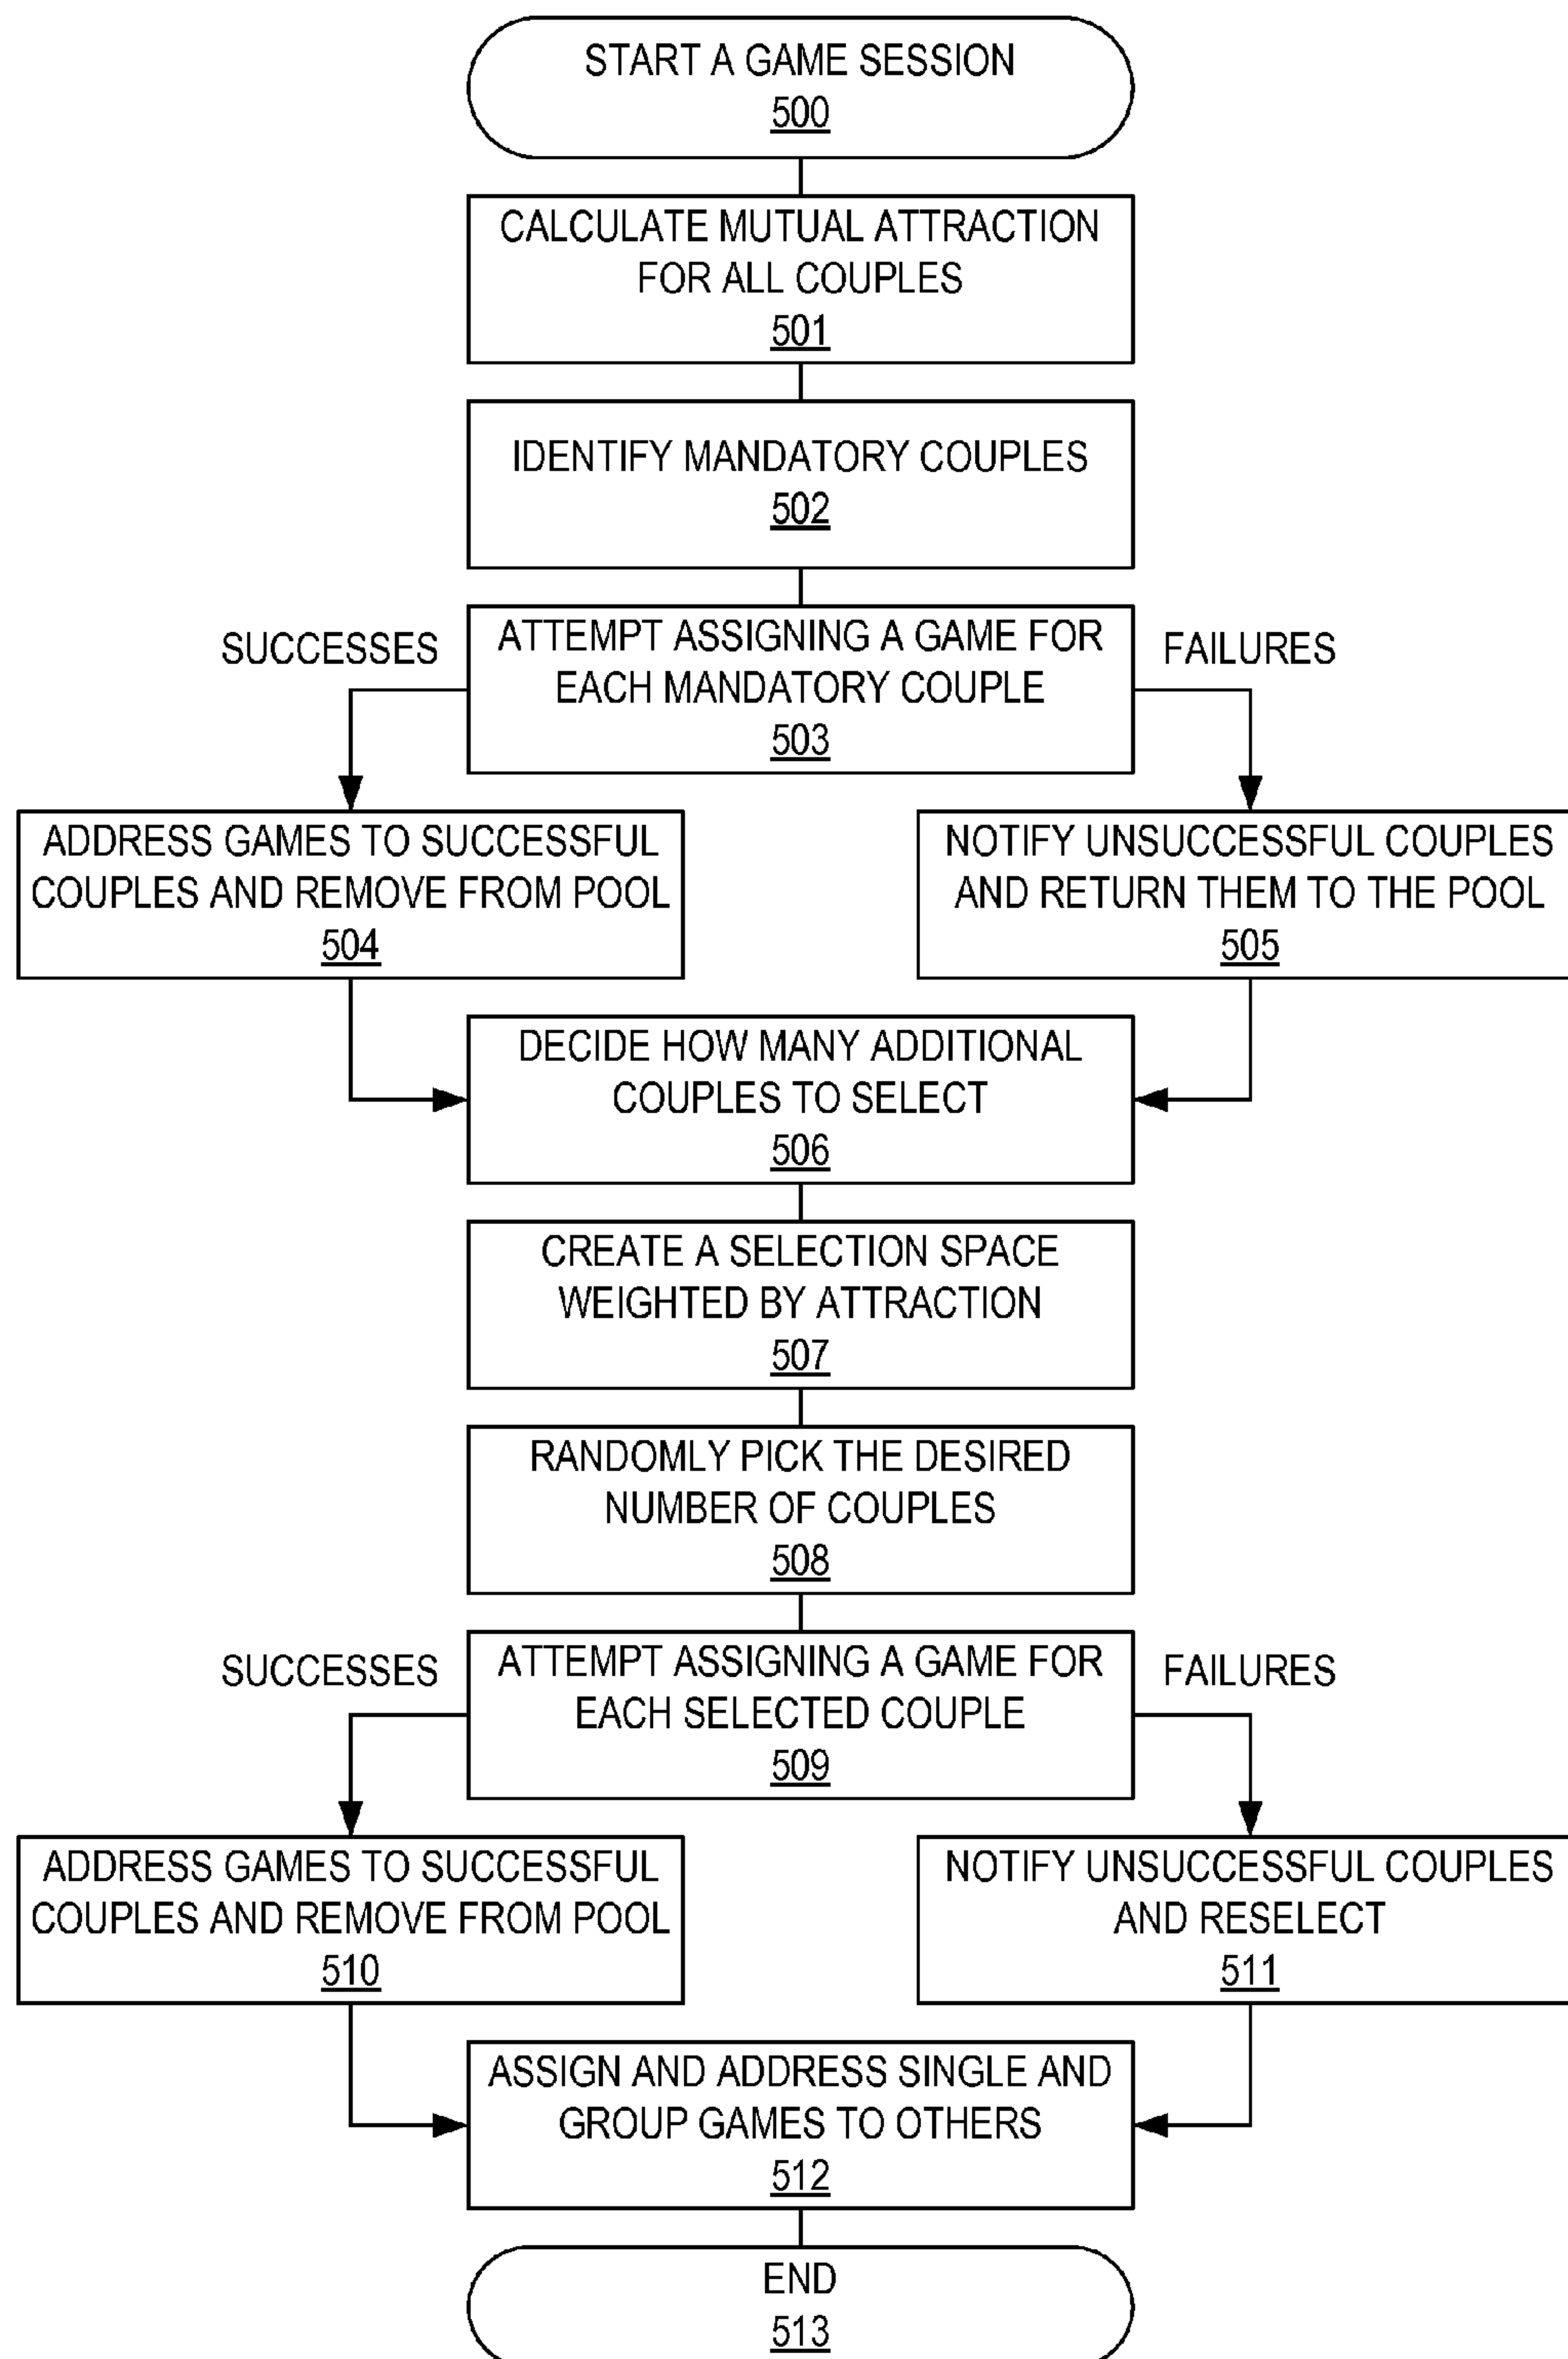 START A GAME SESSION
500
CALCULATE MUTUAL ATTRACTION
FOR ALL COUPLES
501
IDENTIFY MANDATORY COUPLES
502
ATTEMPT ASSIGNING A GAME FOR
EACH MANDATORY COUPLE
503
SUCCESSES
FAILURES
ADDRESS GAMES TO SUCCESSFUL
COUPLES AND REMOVE FROM POOL
504
NOTIFY UNSUCCESSFUL COUPLES
AND RETURN THEM TO THE POOL
505
DECIDE HOW MANY ADDITIONAL
COUPLES TO SELECT
506
CREATE A SELECTION SPACE
WEIGHTED BY ATTRACTION
507
RANDOMLY PICK THE DESIRED
NUMBER OF COUPLES
508
ATTEMPT ASSIGNING A GAME FOR
EACH SELECTED COUPLE
509
SUCCESSES
FAILURES
ADDRESS GAMES TO SUCCESSFUL
COUPLES AND REMOVE FROM POOL
510
NOTIFY UNSUCCESSFUL COUPLES
AND RESELECT
511
ASSIGN AND ADDRESS SINGLE AND
GROUP GAMES TO OTHERS
512
END
513